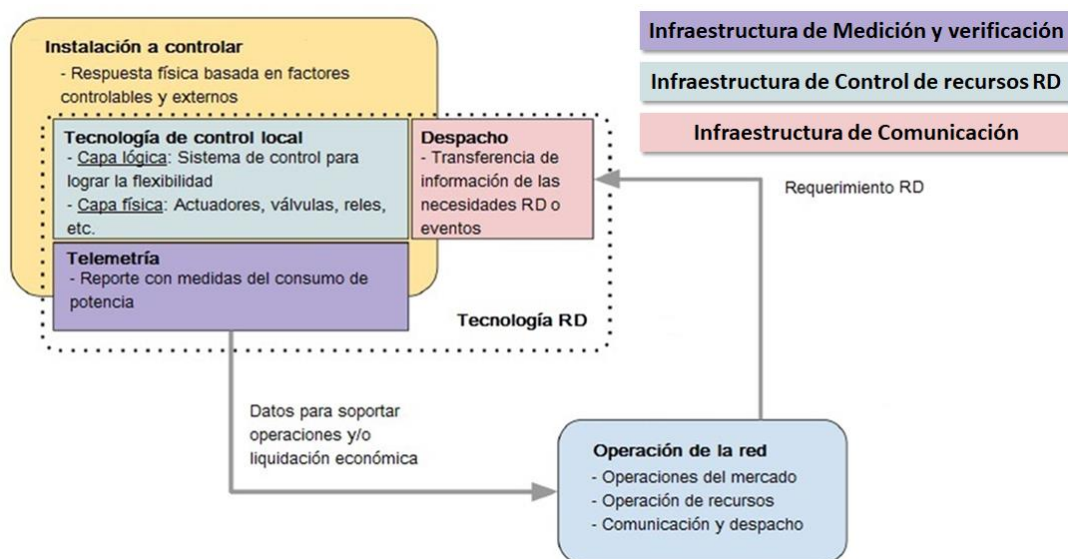 Instalación a controlar
- Respuesta física basada en factores
controlables y externos
Tecnología de control local
- Capa lógica: Sistema de control para
lograr la flexibilidad
- Capa física: Actuadores, válvulas, reles,
etc.
Despacho
- Transferencia de
información de las
necesidades RD o
eventos
Telemetría
- Reporte con medidas del consumo de
potencia
Tecnología RD
Infraestructura de Medición y verificación
Infraestructura de Control de recursos RD
Infraestructura de Comunicación
Requerimiento RD
Datos para soportar
operaciones y/o
liquidación económica
Operación de la red
- Operaciones del mercado
- Operación de recursos
- Comunicación y despacho